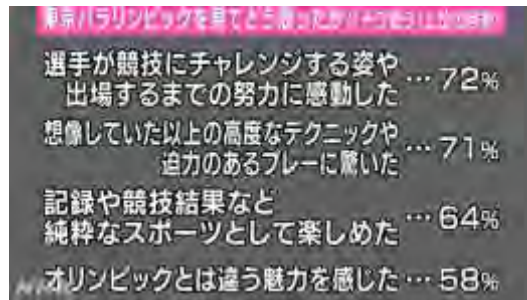 東京パラリンピックを見てどう思ったか
選手が競技にチャレンジする姿や
出場するまでの努力に感動した … 72%
想像していた以上の高度なテクニックや
迫力のあるプレーに驚いた … 71%
記録や競技結果など
純粋なスポーツとして楽しめた … 64%
オリンピックとは違う魅力を感じた … 58%
NHK